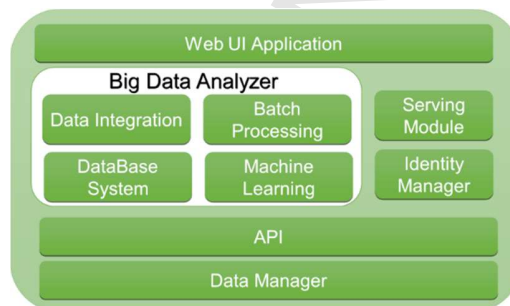 Web UI Application
Big Data Analyzer
Data Integration
Batch
Processing
Serving
Module
DataBase
System
Machine
Learning
Identity
Manager
API
Data Manager